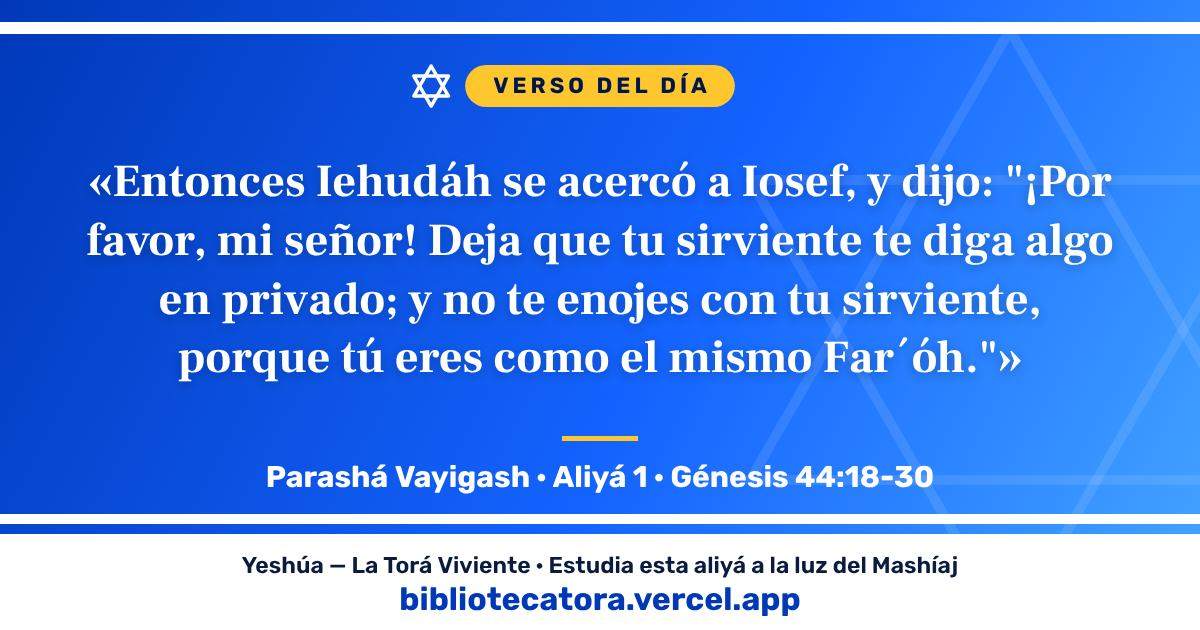 VERSO DEL DÍA
«Entonces Iehudáh se acercó a Iosef, y dijo: "¡Por
favor, mi señor! Deja que tu sirviente te diga algo
en privado; y no te enojes con tu sirviente,
porque tú eres como el mismo Far´óh."»
Parashá Vayigash • Aliyá 1 • Génesis 44:18-30
Yeshúa — La Torá Viviente • Estudia esta aliyá a la luz del Mashíaj
bibliotecatora.vercel.app